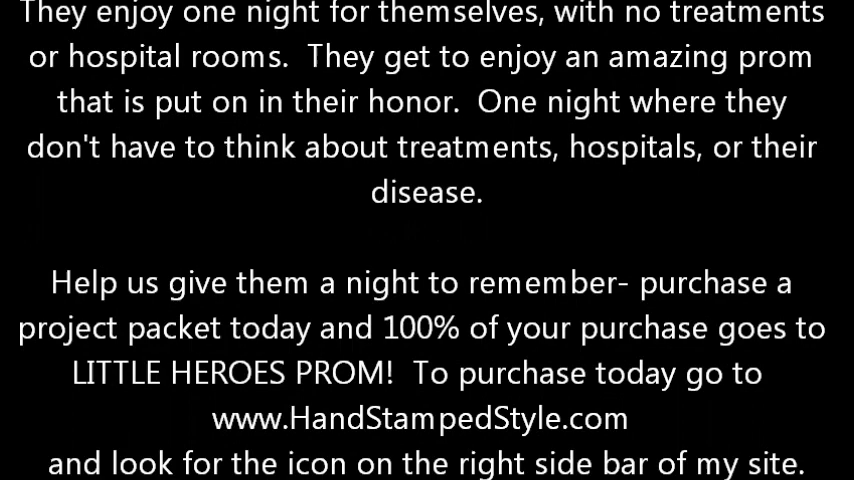 They enjoy one night for themselves, with no treatments
or hospital rooms.  They get to enjoy an amazing prom
that is put on in their honor.  One night where they
don't have to think about treatments, hospitals, or their
disease.
Help us give them a night to remember- purchase a
project packet today and 100% of your purchase goes to
LITTLE HEROES PROM!  To purchase today go to
www.HandStampedStyle.com
and look for the icon on the right side bar of my site.